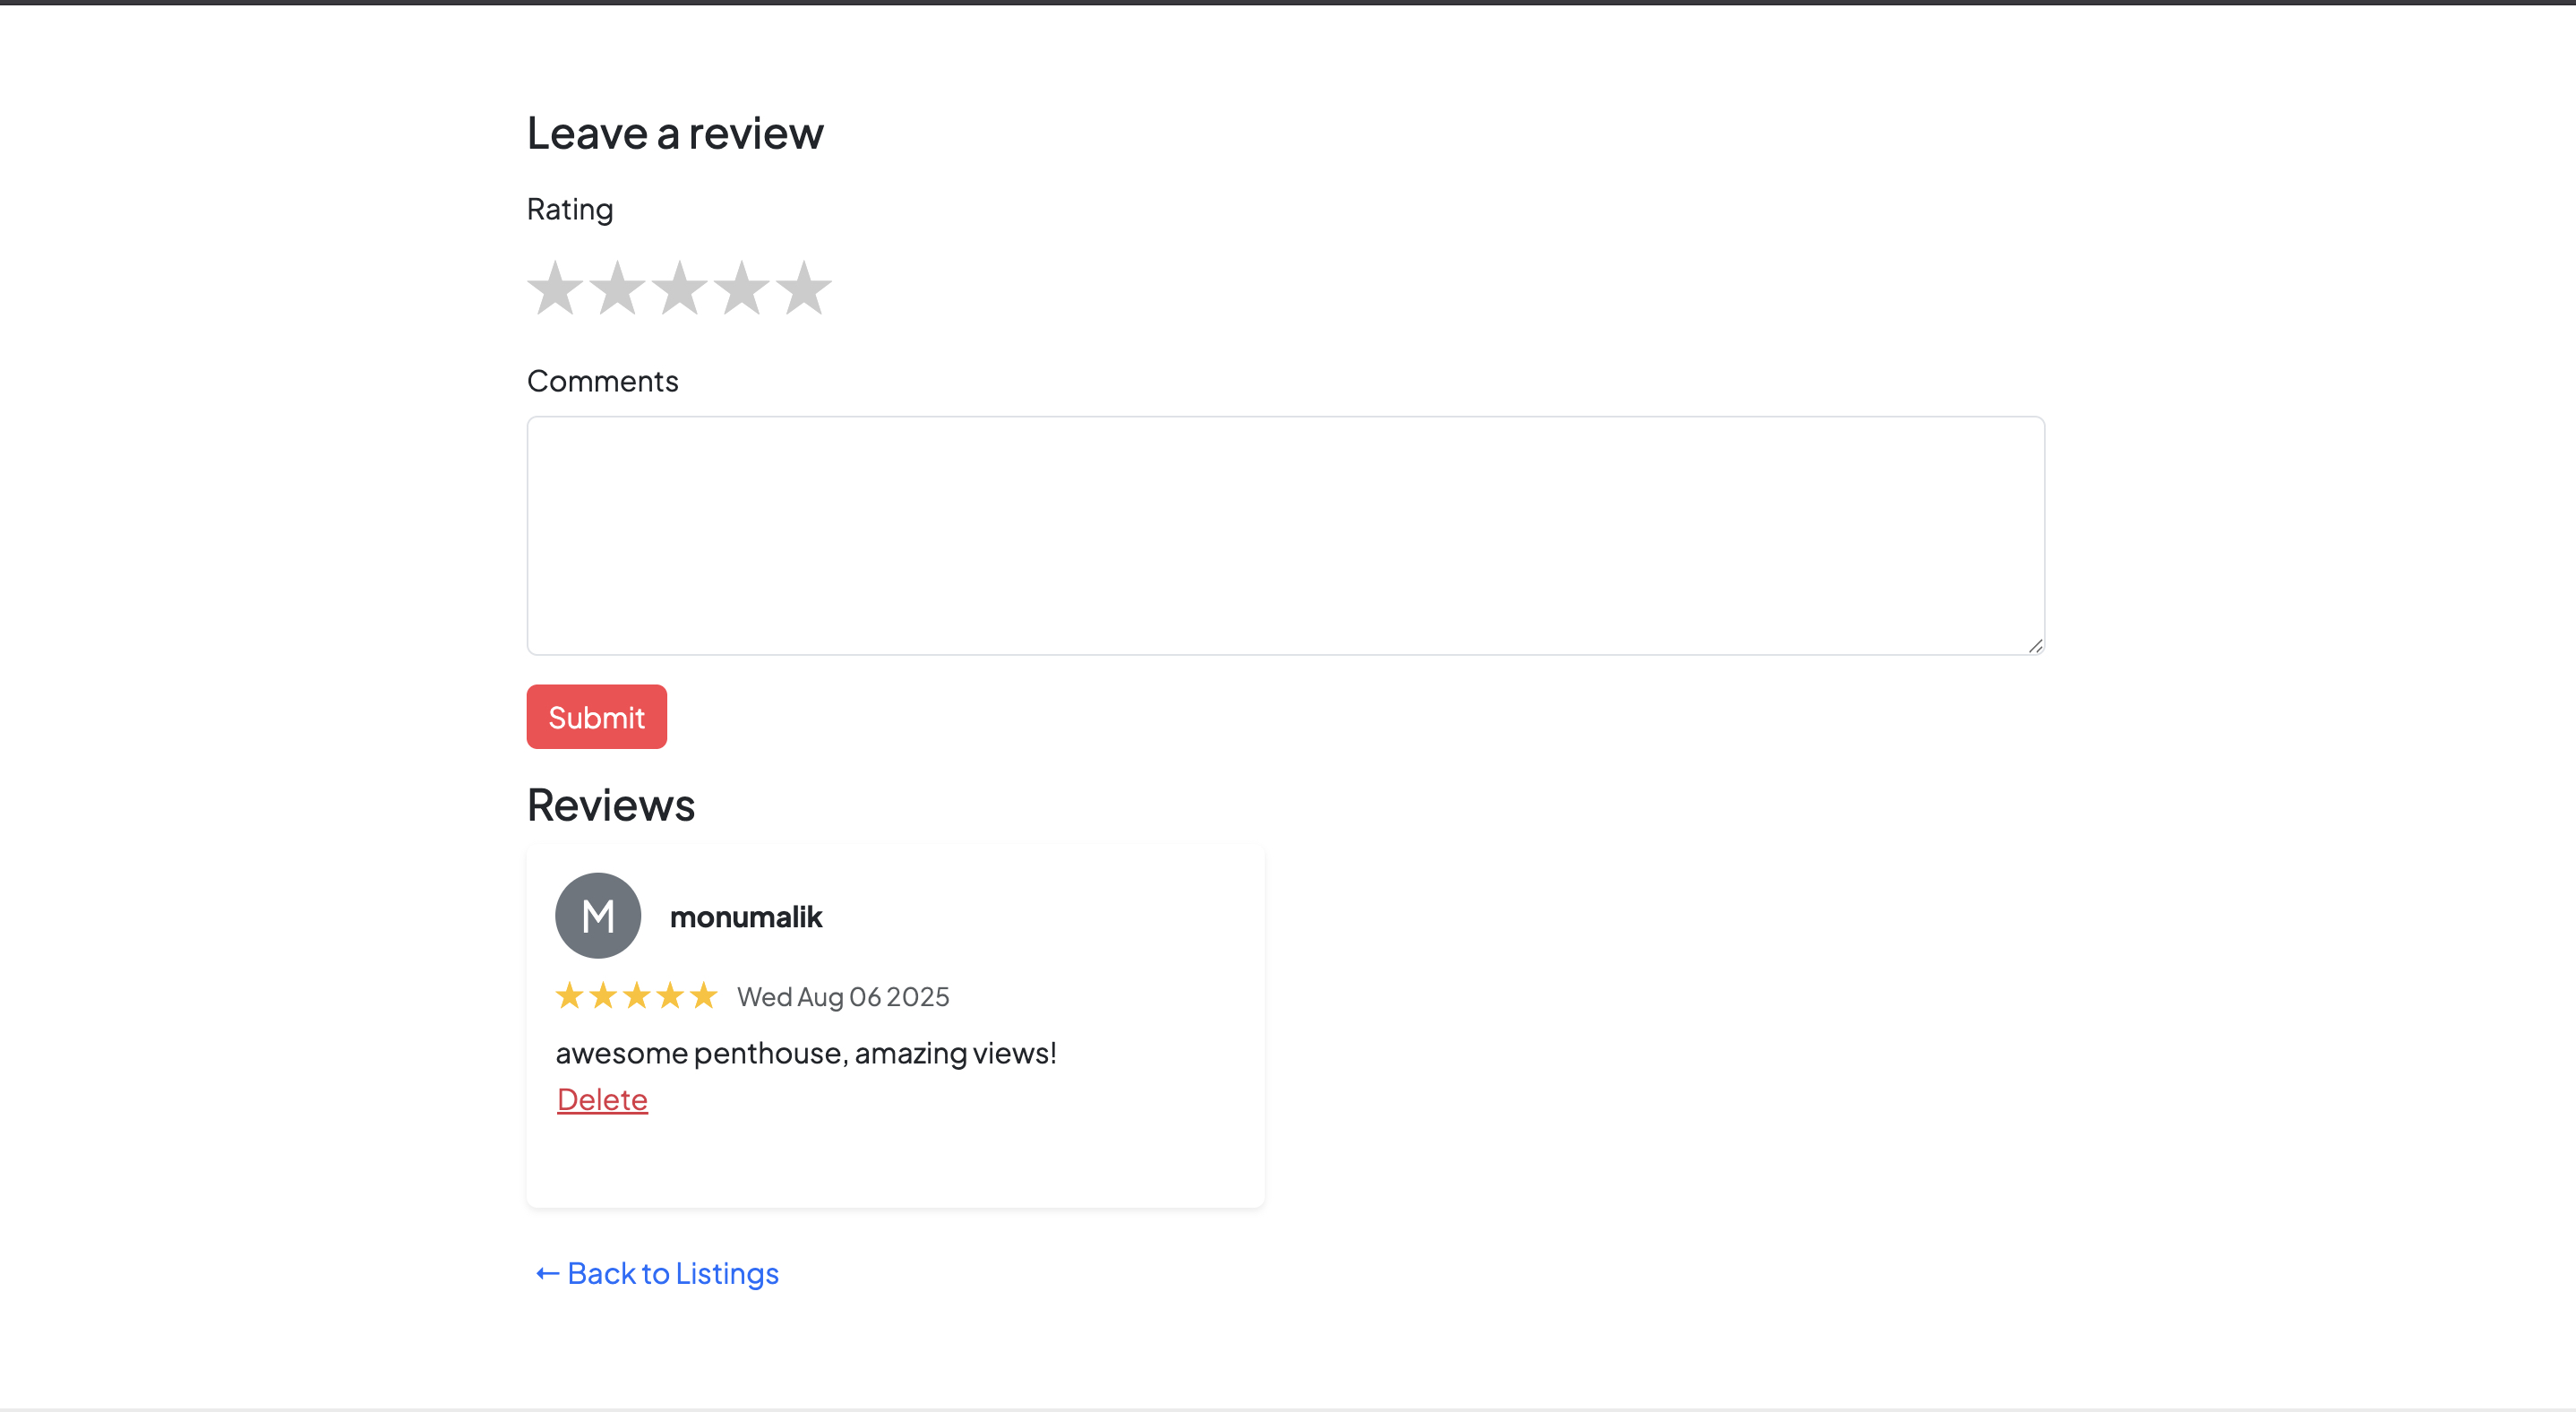 Leave a review
Rating
★★★★★
Comments
Submit
Reviews
M
monumalik
★★★★★ Wed Aug 06 2025
awesome penthouse, amazing views!
Delete
← Back to Listings